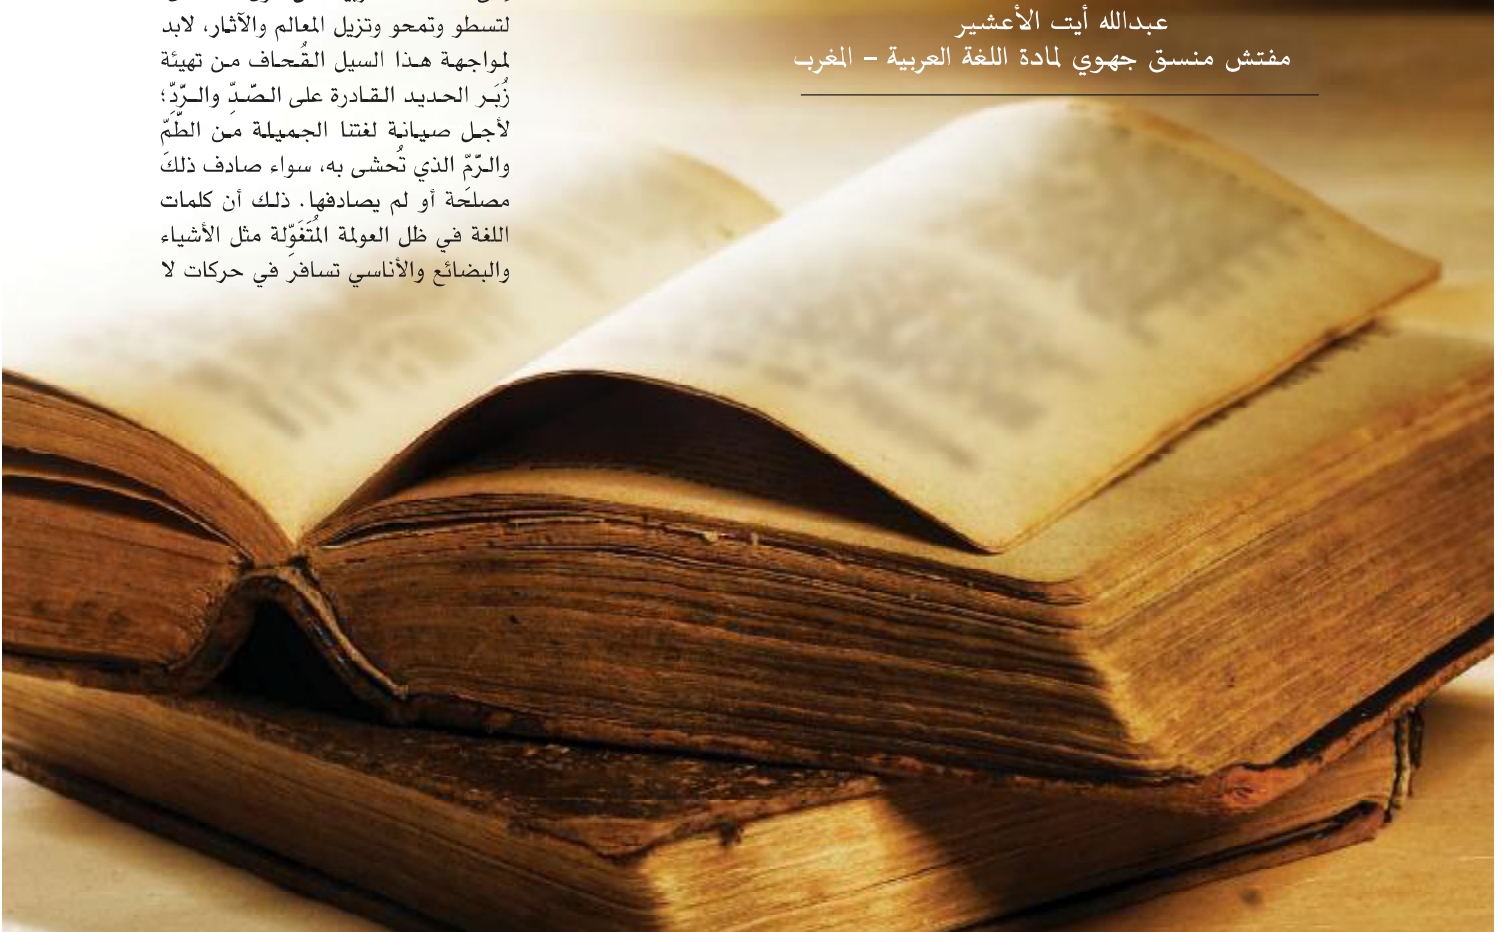 عبدالله أيت الأعشير
مفتش منسق جهوي لمادة اللغة العربية – المغرب
لتسطو وتمحو وتزيل المعالم والآثار، لابد
لمواجهة هذا السيل القُحاف من تهيئة
زُبَر الحديد القادرة على الصّدِّ والرّدِّ؛
لأجل صيانة لغتنا الجميلة من الطّمِّ
والرّمِّ الذي تُحشى به، سواء صادف ذلكَ
مصلحَة أو لم يصادفها. ذلك أن كلمات
اللغة في ظل العولمة المُتَغَوِّلة مثل الأشياء
والبضائع والأناسي تسافر في حركات لا